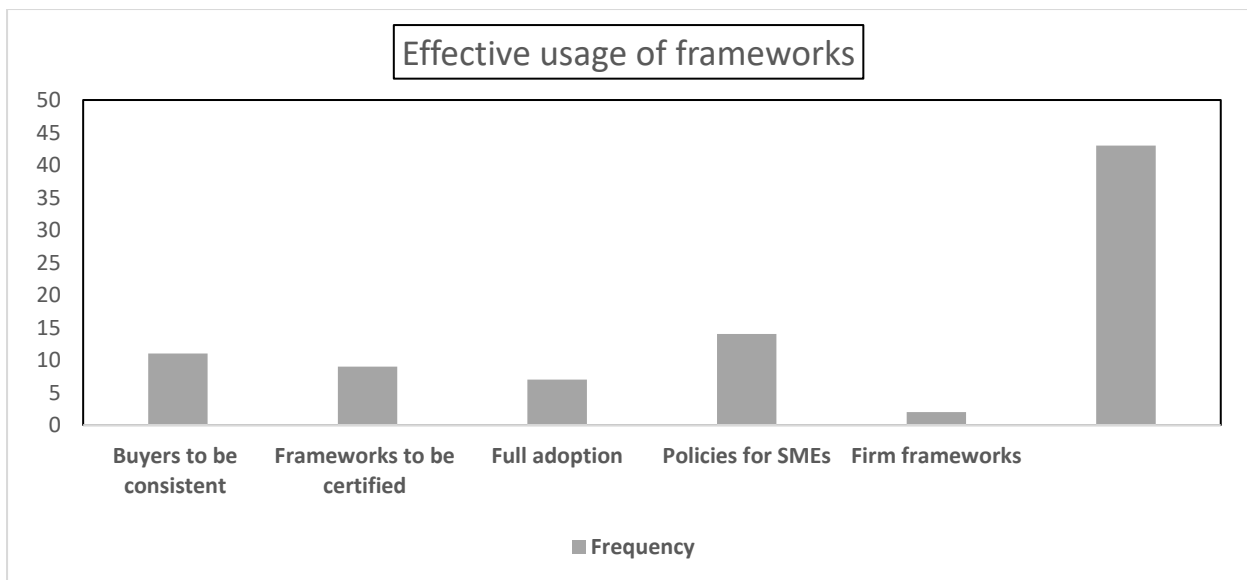 Effective usage of frameworks
50
45
40
35
30
25
20
15
10
5
0
Buyers to be consistent
Frameworks to be certified
Full adoption
Policies for SMEs
Firm frameworks
Frequency